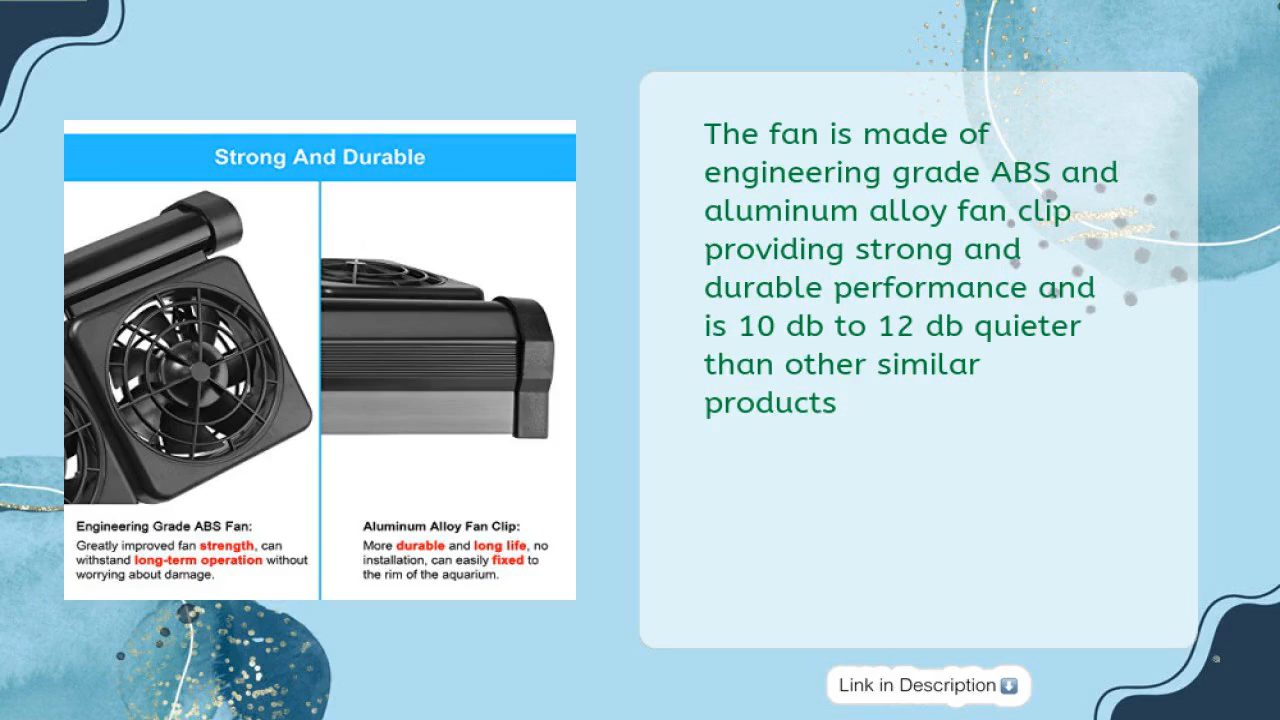 Strong And Durable
Engineering Grade ABS Fan:
Greatly improved fan strength, can
withstand long-term operation without
worrying about damage.
Aluminum Alloy Fan Clip:
More durable and long life, no
installation, can easily fixed to
the rim of the aquarium.
The fan is made of
engineering grade ABS and
aluminum alloy fan clip
providing strong and
durable performance and
is 10 db to 12 db quieter
than other similar
products
Link in Description⬇️